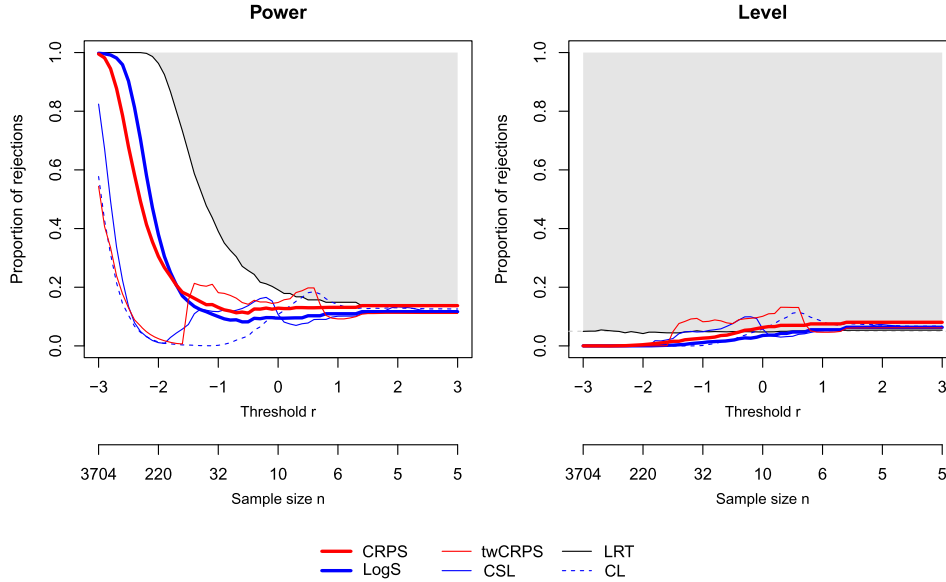 Power
Level
Proportion of rejections
1.0
0.8
0.6
0.4
0.2
0.0
−3 −2 −1 0 1 2 3
Threshold r
3704 220 32 10 6 5 5
Sample size n
Proportion of rejections
1.0
0.8
0.6
0.4
0.2
0.0
−3 −2 −1 0 1 2 3
Threshold r
3704 220 32 10 6 5 5
Sample size n
CRPS twCRPS LRT
LogS CSL CL